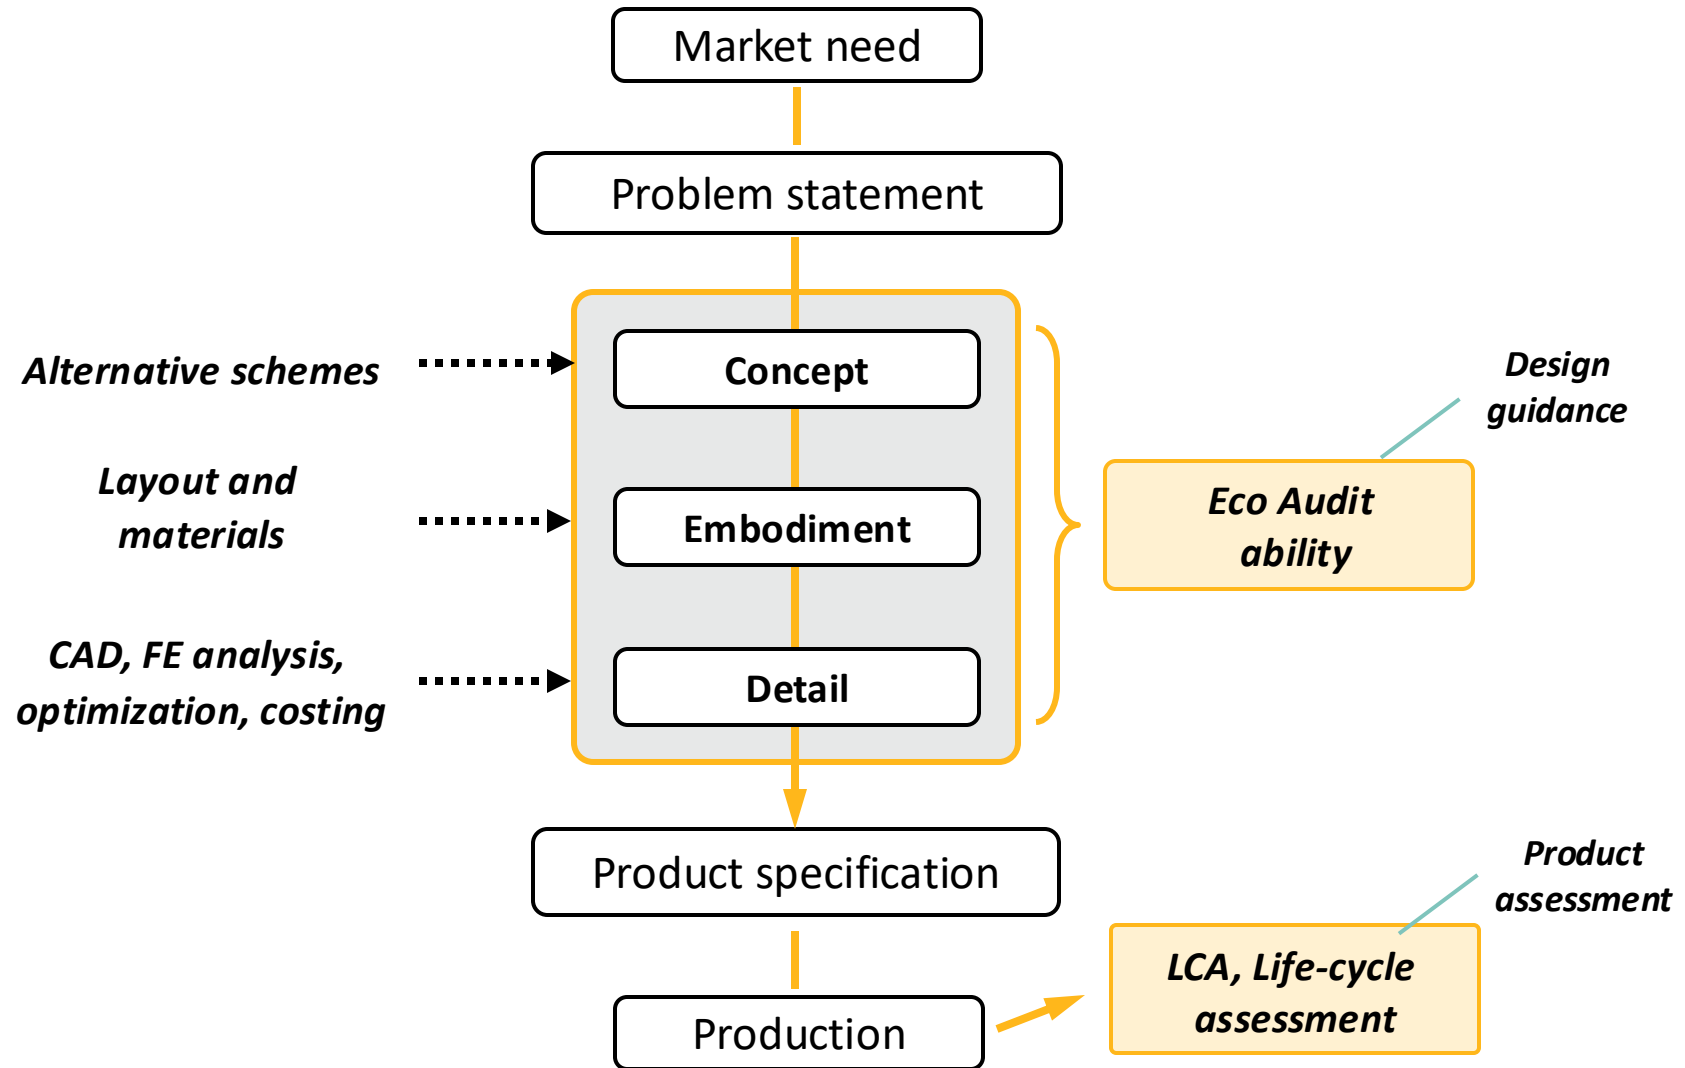 Market need
Problem statement
Alternative schemes
Concept
Design
guidance
Layout and
materials
Embodiment
Eco Audit
ability
CAD, FE analysis,
optimization, costing
Detail
Product specification
Product
assessment
LCA, Life-cycle
assessment
Production